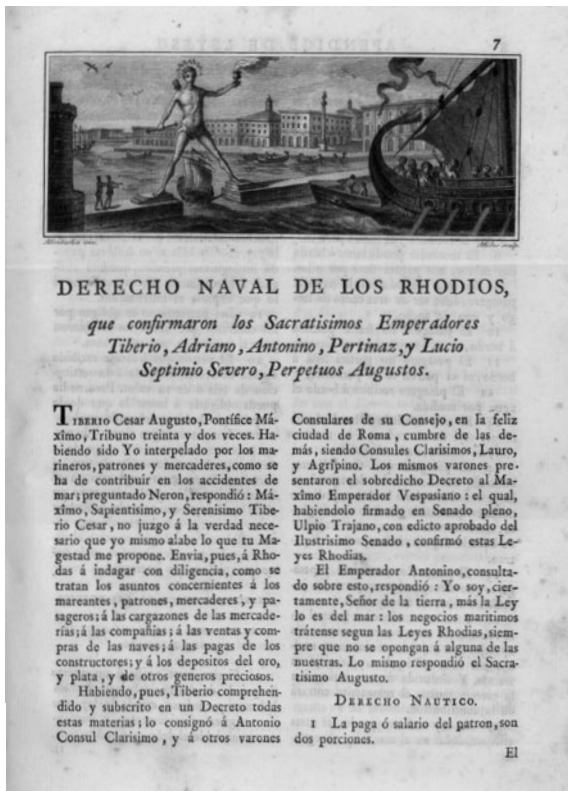 7
DERECHO NAVAL DE LOS RHODIOS,
que confirmaron los Sacratisimos Emperadores
Tiberio, Adriano, Antonino, Pertinaz, y Lucio
Septimio Severo, Perpetuos Augustos.
TIBERIO Cesar Augusto, Pontífice Má-
xîmo, Tribuno treinta y dos veces. Ha-
biendo sido Yo interpelado por los ma-
rineros, patrones y mercaderes, como se
ha de contribuir en los accidentes de
mar; preguntado Neron, respondió: Má-
xîmo, Sapientisimo, y Serenisimo Tibe-
rio Cesar, no juzgo á la verdad nece-
sario que yo mismo alabe lo que tu Ma-
gestad me propone. Envia, pues, á Rho-
das á indagar con diligencia, como se
tratan los asuntos concernientes á los
mareantes, patrones, mercaderes, y pa-
sageros; á las cargazones de las mercade-
rías; á las compañias; á las ventas y com-
pras de las naves; á las pagas de los
constructores; y á los depositos del oro,
y plata, y de otros generos preciosos.
Habiendo, pues, Tiberio comprehen-
dido y subscrito en un Decreto todas
estas materias; lo consignó á Antonio
Consul Clarisimo, y á otros varones
Consulares de su Consejo, en la feliz
ciudad de Roma, cumbre de las de-
más, siendo Consules Clarisimos, Lauro,
y Agripino. Los mismos varones pre-
sentaron el sobredicho Decreto al Ma-
xîmo Emperador Vespasiano: el qual,
habiendolo firmado en Senado pleno,
Ulpio Trajano, con edicto aprobado del
Ilustrisimo Senado, confirmó estas Le-
yes Rhodias.
El Emperador Antonino, consulta-
do sobre esto, respondió: Yo soy, cier-
tamente, Señor de la tierra, más la Ley
lo es del mar: los negocios maritimos
trátense segun las Leyes Rhodias, siem-
pre que no se opongan á alguna de las
nuestras. Lo mismo respondió el Sacra-
tisimo Augusto.
DERECHO NAUTICO.
1 La paga ó salario del patron, son
dos porciones.
El